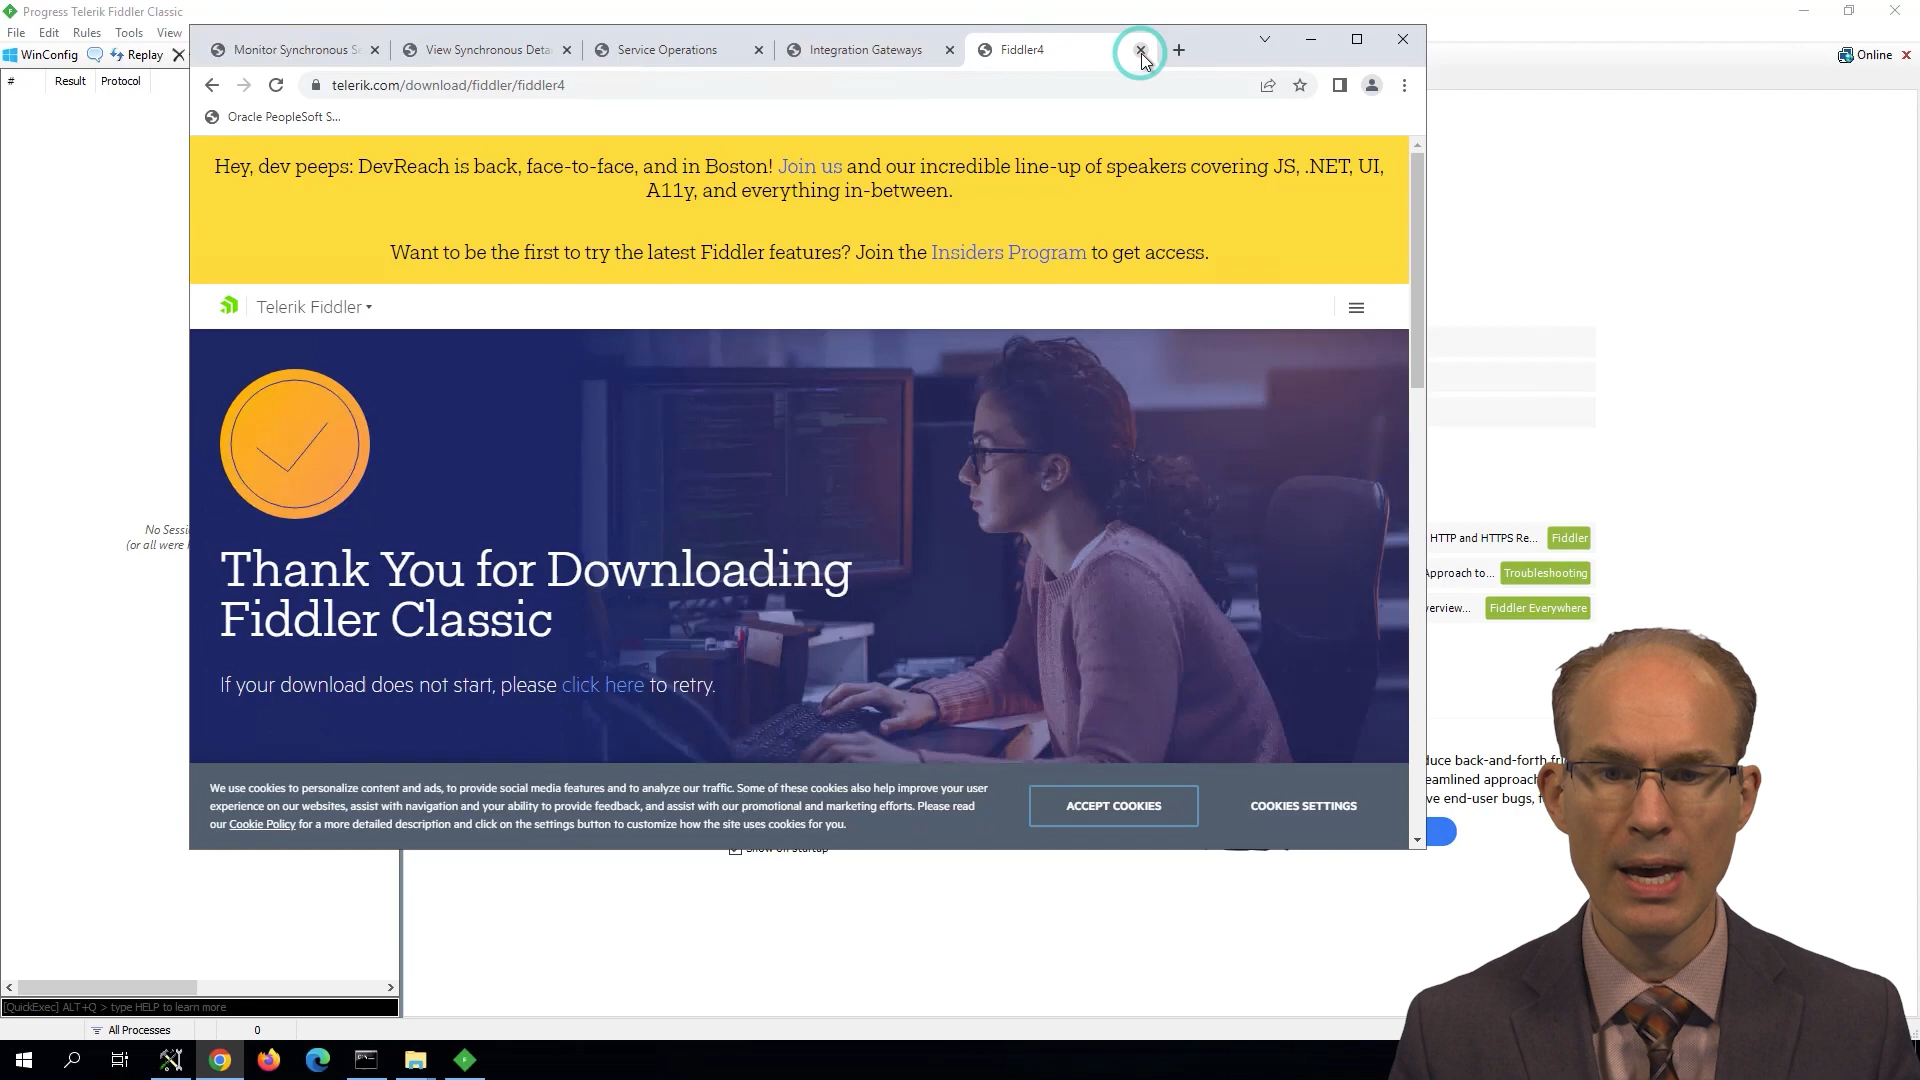 Progress Telerik Fiddler Classic
File Edit Rules Tools View
WinConfig Replay
Online
# Result Protocol
Monitor Synchronous Se
View Synchronous Detai
Service Operations
Integration Gateways
Fiddler4
telerik.com/download/fiddler/fiddler4
Oracle PeopleSoft S...
Hey, dev peeps: DevReach is back, face-to-face, and in Boston! Join us and our incredible line-up of speakers covering JS, .NET, UI,
A11y, and everything in-between.
Want to be the first to try the latest Fiddler features? Join the Insiders Program to get access.
Telerik Fiddler
Thank You for Downloading
Fiddler Classic
If your download does not start, please click here to retry.
No Sessi
(or all were
HTTP and HTTPS Re... Fiddler
Approach to... Troubleshooting
verview... Fiddler Everywhere
duce back-and-forth fri
eamlined approach
ve end-user bugs, f
We use cookies to personalize content and ads, to provide social media features and to analyze our traffic. Some of these cookies also help improve your user
experience on our websites, assist with navigation and your ability to provide feedback, and assist with our promotional and marketing efforts. Please read
our Cookie Policy for a more detailed description and click on the settings button to customize how the site uses cookies for you.
ACCEPT COOKIES
COOKIES SETTINGS
Show on startup
[QuickExec] ALT+Q > type HELP to learn more
All Processes 0